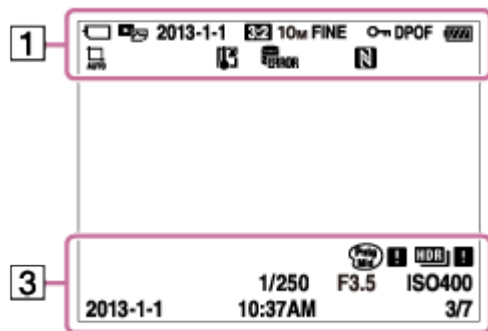 1
2013-1-1 3:2 10M FINE DPOF
AUTO ERROR N
3
HDR !
1/250 F3.5 ISO400
2013-1-1 10:37AM 3/7